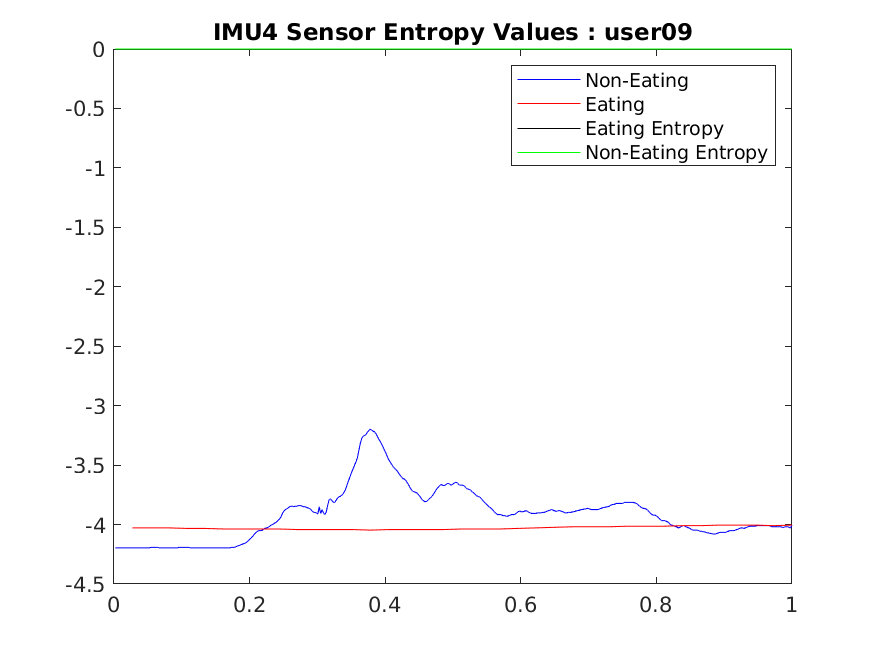 IMU4 Sensor Entropy Values : user09
0
-0.5
-1
-1.5
-2
-2.5
-3
-3.5
-4
-4.5
Non-Eating
Eating
Eating Entropy
Non-Eating Entropy
0 0.2 0.4 0.6 0.8 1